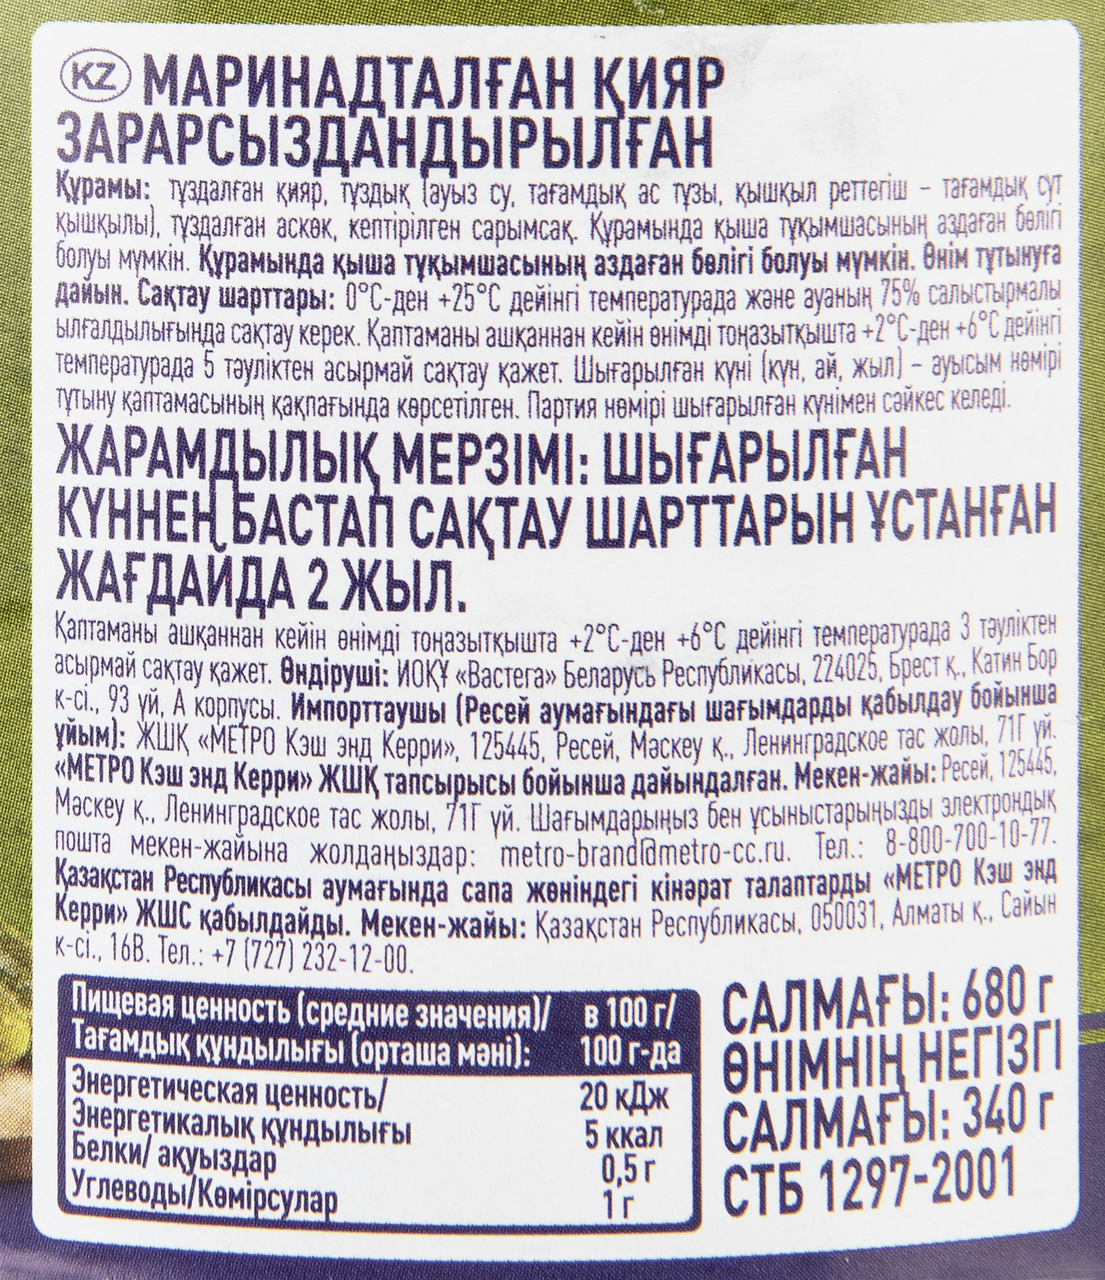 KZ МАРИНАДТАЛҒАН ҚИЯР
ЗАРАРСЫЗДАНДЫРЫЛҒАН
Құрамы: тұздалған қияр, тұздық (ауыз су, тағамдық ас тұзы, қышқыл реттегіш – тағамдық сүт
қышқылы), тұздалған аскөк, кептірілген сарымсақ. Құрамында қыша тұқымшасының аздаған бөлігі
болуы мүмкін. Құрамында қыша тұқымшасының аздаған бөлігі болуы мүмкін. Өнім тұтынуға
дайын. Сақтау шарттары: 0°С-ден +25°С дейінгі температурада және ауаның 75% салыстырмалы
ылғалдылығында сақтау керек. Қаптаманы ашқаннан кейін өнімді тоңазытқышта +2°С-ден +6°С дейінгі
температурада 5 тәуліктен асырмай сақтау қажет. Шығарылған күні (күн, ай, жыл) – ауысым нөмірі
тұтыну қаптамасының қақпағында көрсетілген. Партия нөмірі шығарылған күнімен сәйкес келеді.
ЖАРАМДЫЛЫҚ МЕРЗІМІ: ШЫҒАРЫЛҒАН
КҮННЕҢ БАСТАП САҚТАУ ШАРТТАРЫН ҰСТАНҒАН
ЖАҒДАЙДА 2 ЖЫЛ.
Қаптаманы ашқаннан кейін өнімді тоңазытқышта +2°С-ден +6°С дейінгі температурада 3 тәуліктен
асырмай сақтау қажет. Өндіруші: ИОҚҰ «Вастега» Беларусь Республикасы, 224025, Брест қ., Катин Бор
к-сі., 93 үй, А корпусы. Импорттаушы (Ресей аумағындағы шағымдарды қабылдау бойынша
ұйым): ЖШҚ «МЕТРО Кэш энд Керри», 125445, Ресей, Мәскеу қ., Ленинградское тас жолы, 71Г үй.
«МЕТРО Кэш энд Керри» ЖШҚ тапсырысы бойынша дайындалған. Мекен-жайы: Ресей, 125445,
Мәскеу қ., Ленинградское тас жолы, 71Г үй. Шағымдарыңыз бен ұсыныстарыңызды электрондық
пошта мекен-жайына жолдаңыздар: metro-brand@metro-cc.ru. Тел.: 8-800-700-10-77.
Қазақстан Республикасы аумағында сапа жөніндегі кінәрат талаптарды «МЕТРО Кэш энд
Керри» ЖШС қабылдайды. Мекен-жайы: Қазақстан Республикасы, 050031, Алматы қ., Сайын
к-сі., 16В. Тел.: +7 (727) 232-12-00.
Пищевая ценность (средние значения)/ в 100 г/
Тағамдық құндылығы (орташа мәні): 100 г-да
Энергетическая ценность/ 20 кДж
Энергетикалық құндылығы 5 ккал
Белки/ ақуыздар 0,5 г
Углеводы/Көмірсулар 1 г
САЛМАҒЫ: 680 г
ӨНІМНІҢ НЕГІЗГІ
САЛМАҒЫ: 340 г
СТБ 1297-2001